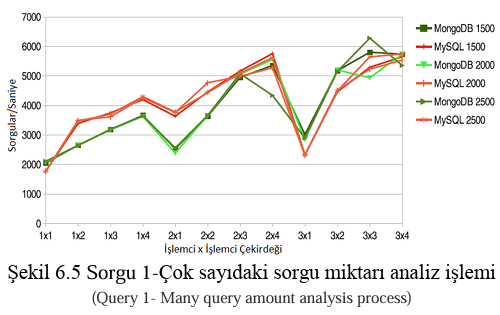 7000
6000
5000
4000
3000
2000
1000
0
Sorgular/Saniye
1x1 1x2 1x3 1x4 2x1 2x2 2x3 2x4 3x1 3x2 3x3 3x4
İşlemci x İşlemci Çekirdeği
MongoDB 1500
MySQL 1500
MongoDB 2000
MySQL 2000
MongoDB 2500
MySQL 2500
Şekil 6.5 Sorgu 1-Çok sayıdaki sorgu miktarı analiz işlemi
(Query 1- Many query amount analysis process)